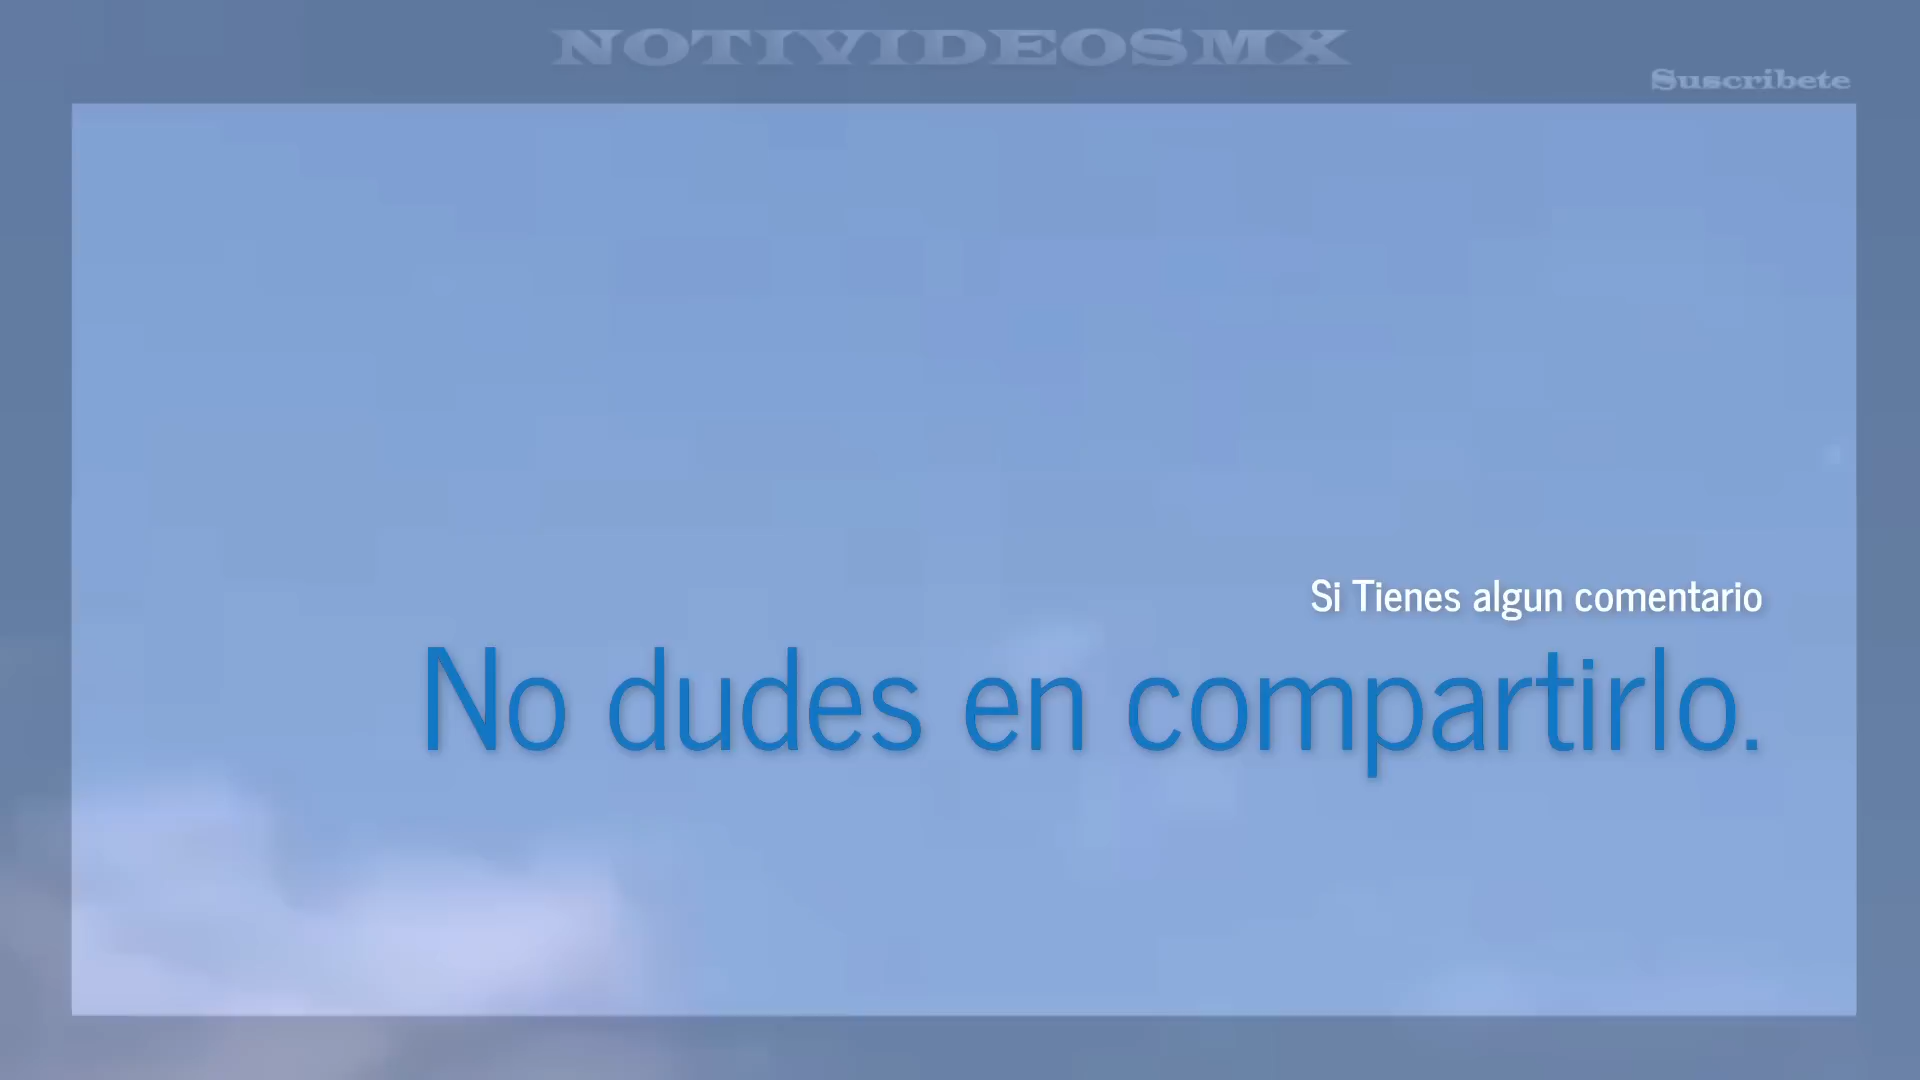 NOTIVIDEOSMX
Suscribete
Si Tienes algun comentario
No dudes en compartirlo.